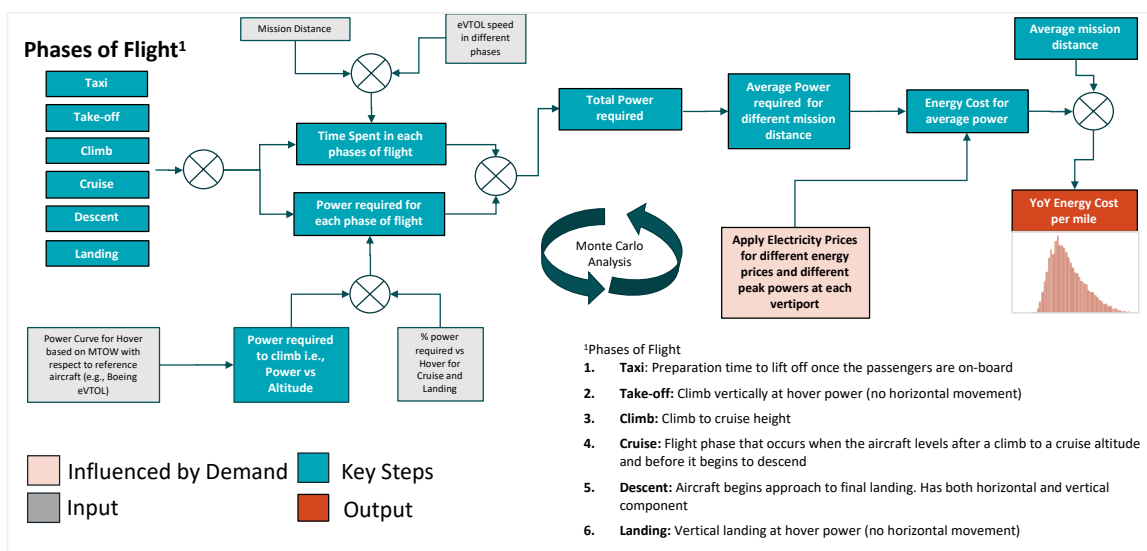 Phases of Flight¹
Taxi
Take-off
Climb
Cruise
Descent
Landing
Mission Distance
eVTOL speed
in different
phases
Time Spent in each
phases of flight
Power required for
each phase of flight
Power Curve for Hover
based on MTOW with
respect to reference
aircraft (e.g., Boeing
eVTOL)
Power required
to climb i.e.,
Power vs
Altitude
% power
required vs
Hover for
Cruise and
Landing
Total Power
required
Average Power
required for
different mission
distance
Energy Cost for
average power
Average mission
distance
Monte Carlo
Analysis
Apply Electricity Prices
for different energy
prices and different
peak powers at each
vertiport
YoY Energy Cost
per mile
Influenced by Demand
Key Steps
Input
Output
¹Phases of Flight
1. Taxi: Preparation time to lift off once the passengers are on-board
2. Take-off: Climb vertically at hover power (no horizontal movement)
3. Climb: Climb to cruise height
4. Cruise: Flight phase that occurs when the aircraft levels after a climb to a cruise altitude
and before it begins to descend
5. Descent: Aircraft begins approach to final landing. Has both horizontal and vertical
component
6. Landing: Vertical landing at hover power (no horizontal movement)